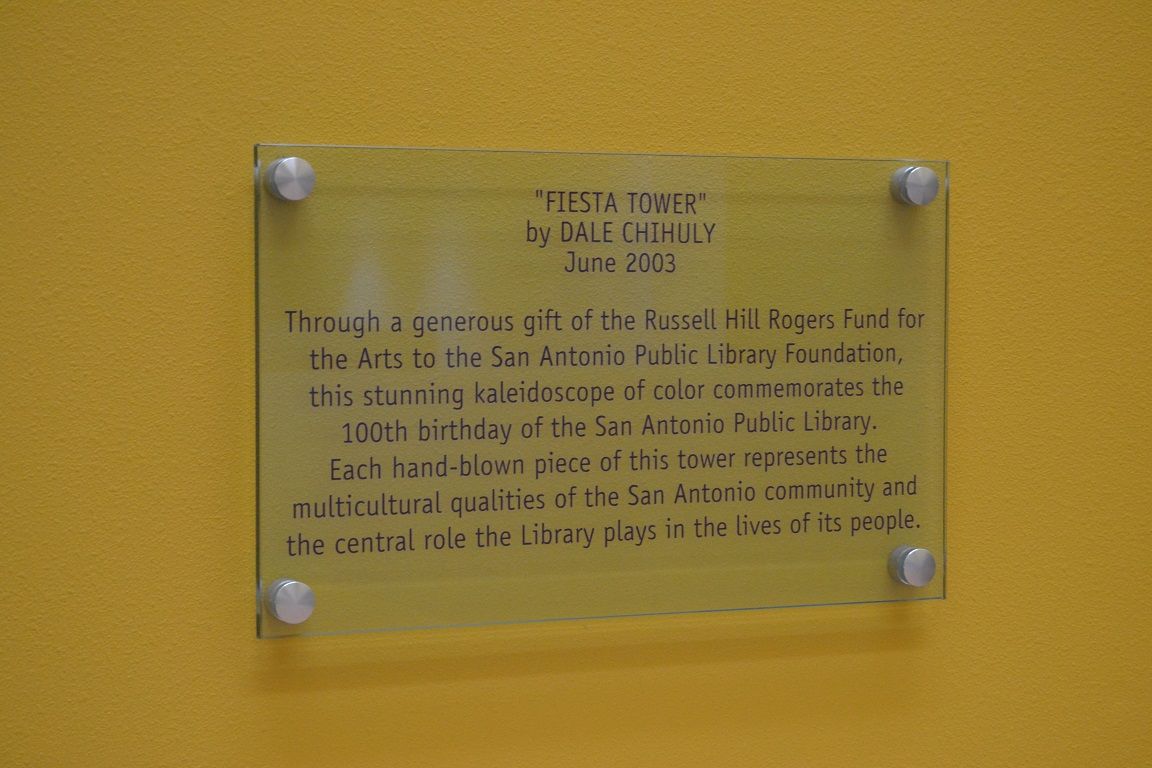 "FIESTA TOWER"
by DALE CHIHULY
June 2003
Through a generous gift of the Russell Hill Rogers Fund for
the Arts to the San Antonio Public Library Foundation,
this stunning kaleidoscope of color commemorates the
100th birthday of the San Antonio Public Library.
Each hand-blown piece of this tower represents the
multicultural qualities of the San Antonio community and
the central role the Library plays in the lives of its people.